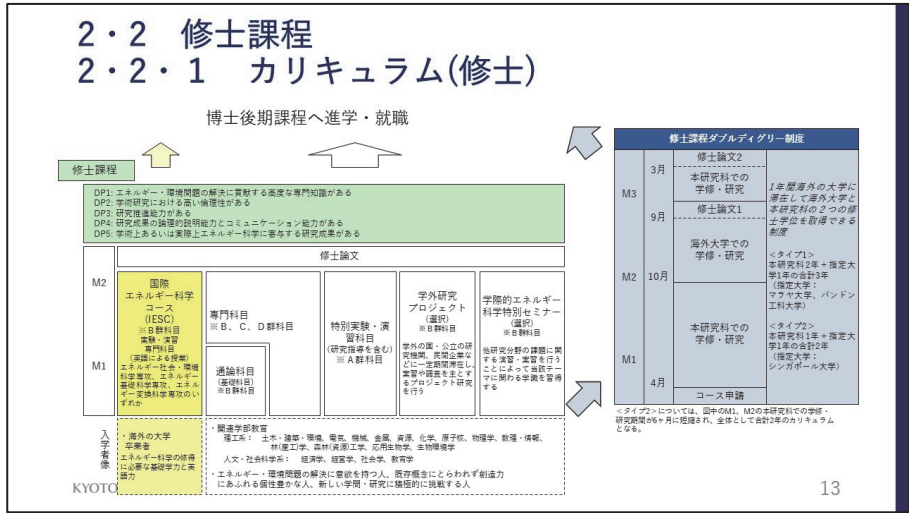 2・2 修士課程
2・2・1 カリキュラム(修士)
博士後期課程へ進学・就職
修士課程
DP1: エネルギー・環境問題の解決に貢献する高度な専門知識がある
DP2: 学術研究における高い倫理性がある
DP3: 研究推進能力がある
DP4: 研究成果の論理的説明能力とコミュニケーション能力がある
DP5: 学術上あるいは実際上エネルギー科学に寄与する研究成果がある
修士論文
M2
M1
国際
エネルギー科学
コース
(IESC)
※B群科目
実験・演習
専門科目
(英語による授業)
エネルギー社会・環境
科学専攻、エネルギー
基礎科学専攻、エネル
ギー変換科学専攻のい
ずれか
専門科目
※B、C、D群科目
通論科目
(基礎科目)
※B群科目
特別実験・演
習科目
(研究指導を含む)
※A群科目
学外研究
プロジェクト
(選択)
※B群科目
学外の国・公立の研
究機関、民間企業な
どに一定期間滞在し、
実習や調査を主とす
るプロジェクト研究
を行う
学際的エネルギー
科学特別セミナー
(選択)
※B群科目
他研究分野の課題に関
する演習・実習を行う
ことによって当該テー
マに関わる学識を習得
する
入学者像
・海外の大学
卒業者
エネルギー科学の修得
に必要な基礎学力と英
語力
・関連学部教育
理工系： 土木・建築・環境、電気、機械、金属、資源、化学、原子核、物理学、数理・情報、
林(産工)学、森林(資源)工学、応用生物学、生物環境学
人文・社会科学系： 経済学、経営学、社会学、教育学
・エネルギー・環境問題の解決に意欲を持つ人、既存概念にとらわれず創造力
にあふれる個性豊かな人、新しい学問・研究に積極的に挑戦する人
修士課程ダブルディグリー制度
M3
M2
M1
3月
9月
10月
4月
修士論文2
本研究科での
学修・研究
修士論文1
海外大学での
学修・研究
本研究科での
学修・研究
コース申請
1年間海外の大学に
滞在して海外大学と
本研究科の２つの修
士学位を取得できる
制度
＜タイプ1＞
本研究科2年＋指定大
学1年の合計3年
（指定大学：
マラヤ大学、バンドン
工科大学）
＜タイプ2＞
本研究科1年＋指定大
学1年の合計2年
（指定大学：
シンガポール大学）
＜タイプ2＞については、図中のM1、M2の本研究科での学修・
研究期間が6ヶ月に短縮され、全体として合計2年のカリキュラム
となる。
KYOTO
13